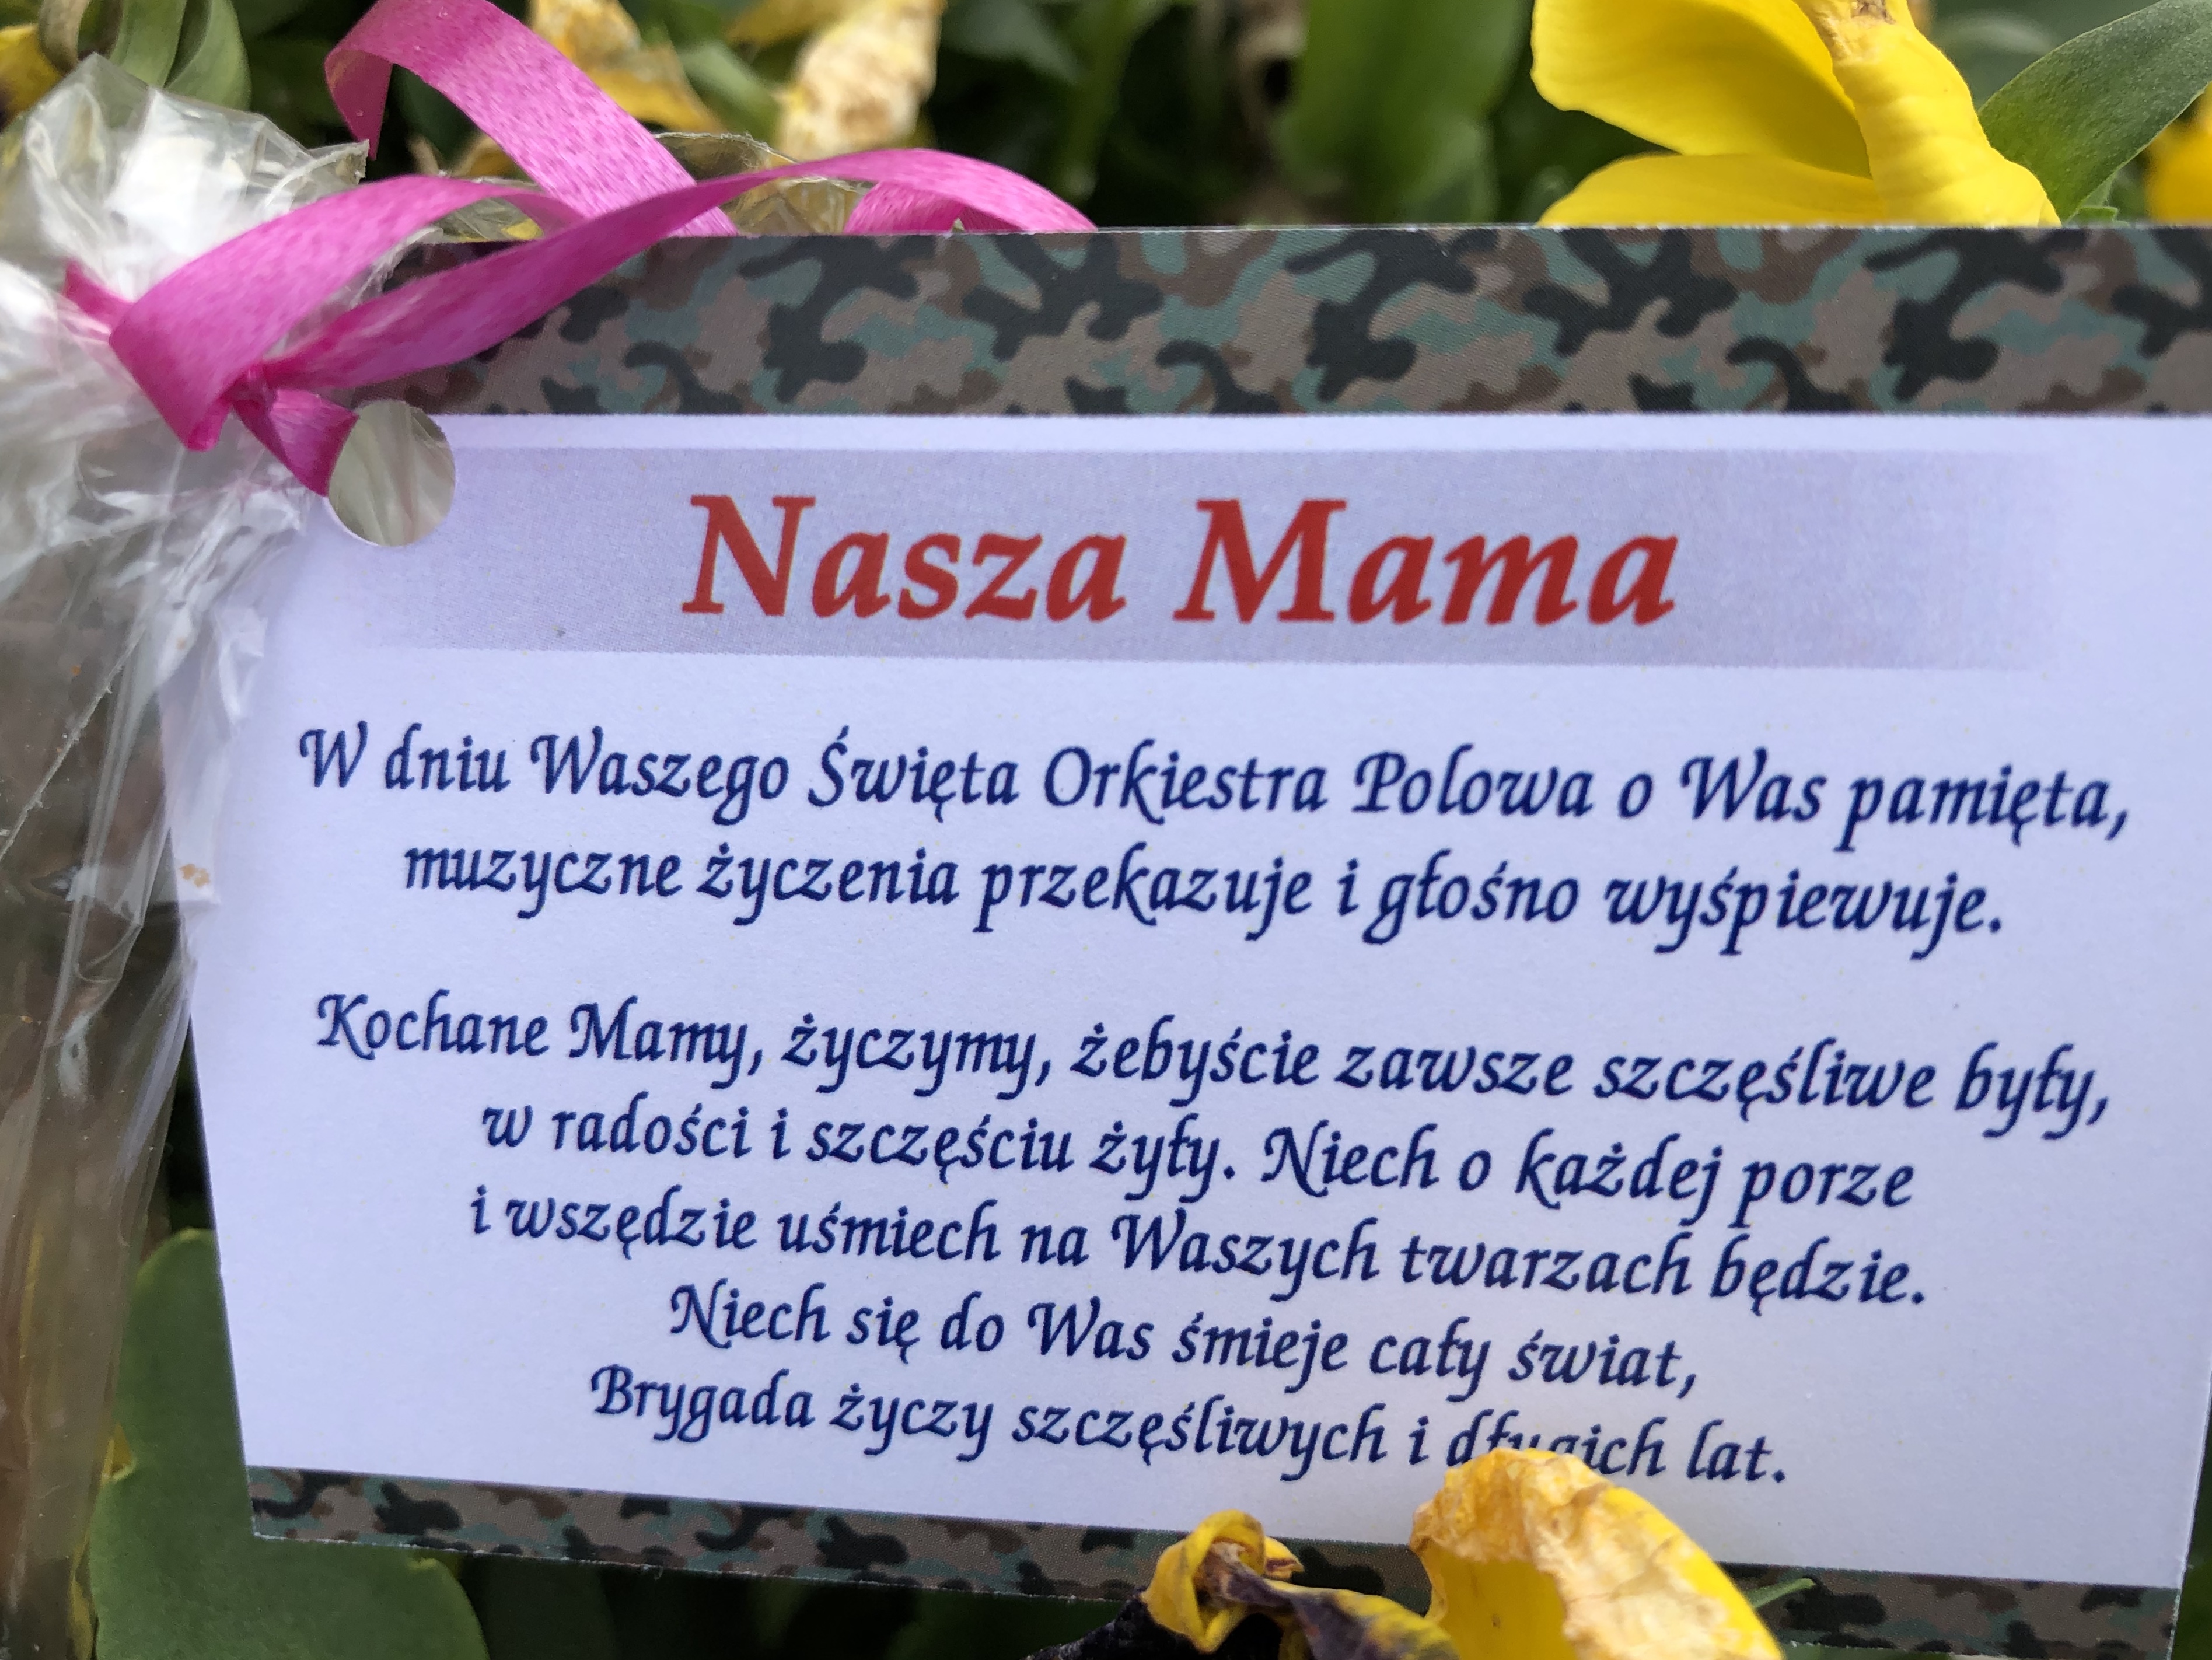 Nasza Mama
W dniu Waszego Święta Orkiestra Polowa o Was pamięta,
muzyczne życzenia przekazuje i głośno wyśpiewuje.
Kochane Mamy, życzymy, żebyście zawsze szczęśliwe były,
w radości i szczęściu żyły. Niech o każdej porze
i wszędzie uśmiech na Waszych twarzach będzie.
Niech się do Was śmieje cały świat,
Brygada życzy szczęśliwych i długich lat.